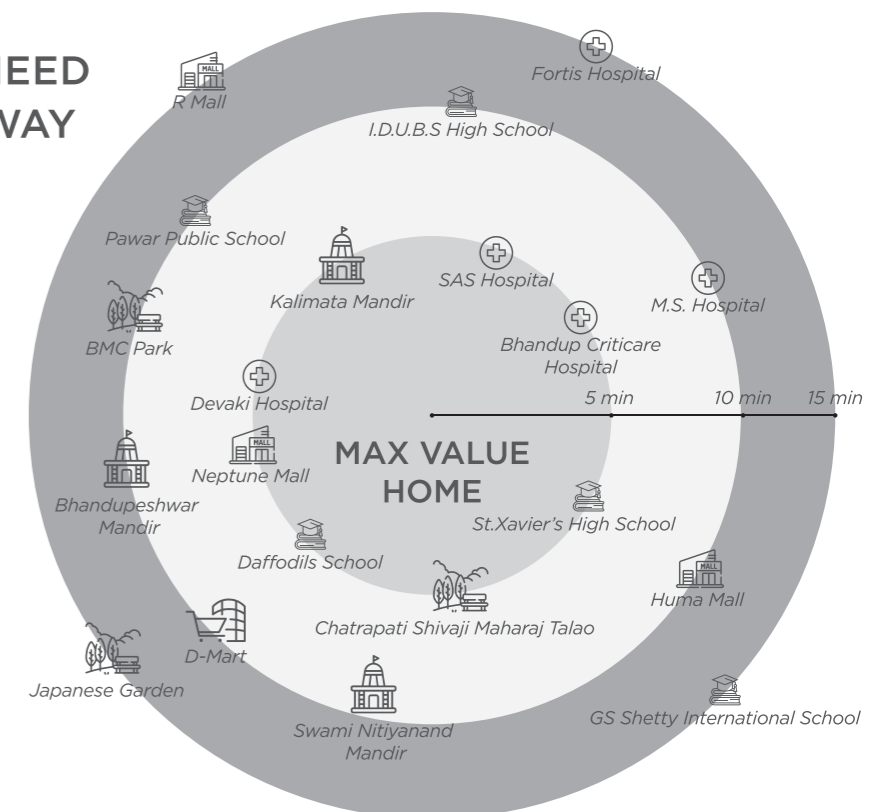 EED
WAY
MALL
R Mall
Fortis Hospital
I.D.U.B.S High School
Pawar Public School
Kalimata Mandir
SAS Hospital
M.S. Hospital
BMC Park
Bhandup Criticare
Hospital
Devaki Hospital
5 min
10 min
15 min
MALL
Neptune Mall
MAX VALUE
HOME
Bhandupeshwar
Mandir
St.Xavier's High School
Daffodils School
MALL
Huma Mall
Chatrapati Shivaji Maharaj Talao
D-Mart
Japanese Garden
GS Shetty International School
Swami Nitiyanand
Mandir